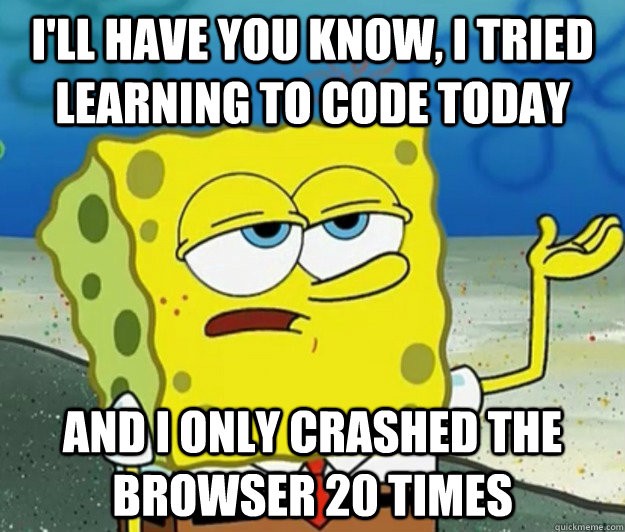 I'LL HAVE YOU KNOW, I TRIED
LEARNING TO CODE TODAY
AND I ONLY CRASHED THE
BROWSER 20 TIMES
quickmeme.com